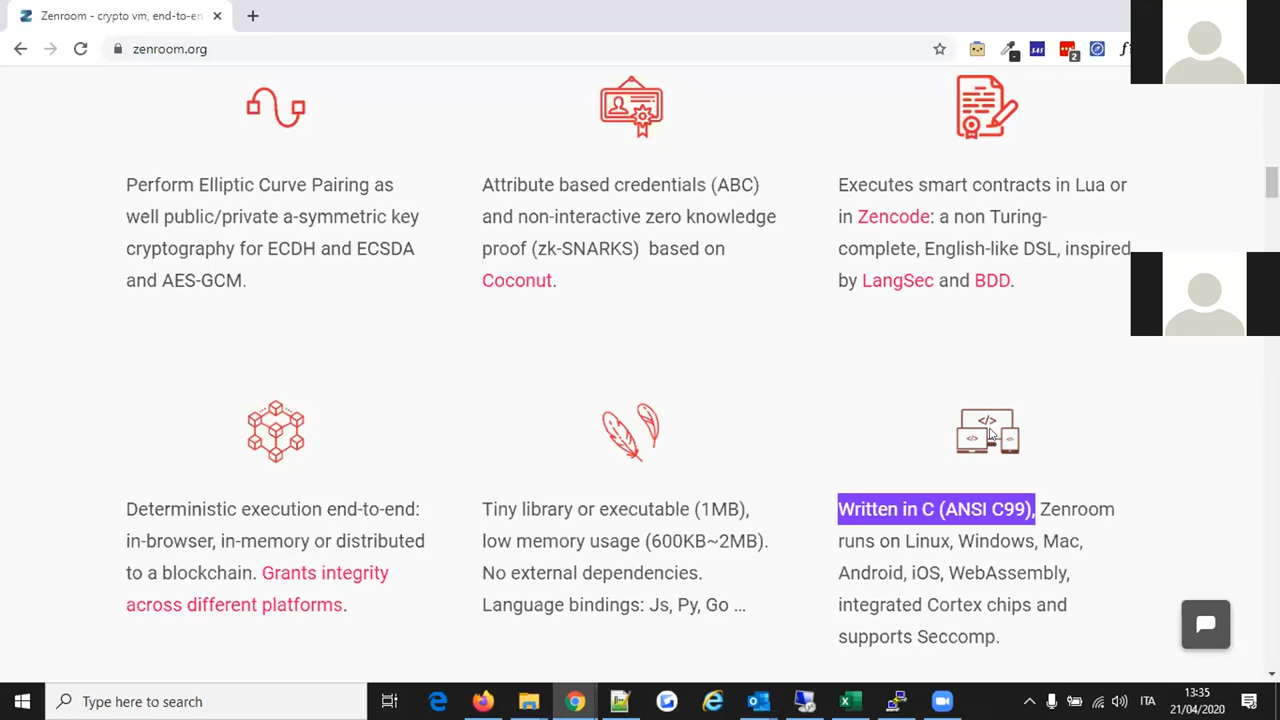 Zenroom - crypto vm, end-to-en
zenroom.org
2
Perform Elliptic Curve Pairing as
well public/private a-symmetric key
cryptography for ECDH and ECSDA
and AES-GCM.
Attribute based credentials (ABC)
and non-interactive zero knowledge
proof (zk-SNARKS) based on
Coconut.
Executes smart contracts in Lua or
in Zencode: a non Turing-
complete, English-like DSL, inspired
by LangSec and BDD.
Deterministic execution end-to-end:
in-browser, in-memory or distributed
to a blockchain. Grants integrity
across different platforms.
Tiny library or executable (1MB),
low memory usage (600KB~2MB).
No external dependencies.
Language bindings: Js, Py, Go ...
Written in C (ANSI C99), Zenroom
runs on Linux, Windows, Mac,
Android, iOS, WebAssembly,
integrated Cortex chips and
supports Seccomp.
Type here to search
ITA
13:35
21/04/2020